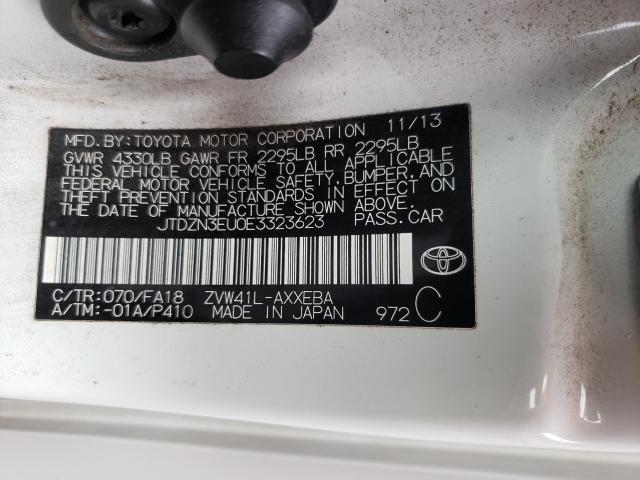 MFD. BY: TOYOTA MOTOR CORPORATION 11/13
GVWR 4330LB GAWR FR 2295LB RR 2295LB
THIS VEHICLE CONFORMS TO ALL APPLICABLE
FEDERAL MOTOR VEHICLE SAFETY, BUMPER, AND
THEFT PREVENTION STANDARDS IN EFFECT ON
THE DATE OF MANUFACTURE SHOWN ABOVE.
JTDZN3EU0E3323623 PASS. CAR
C/TR: 070/FA18 ZVW41L-AXXEBA
A/TM: -01A/P410 MADE IN JAPAN 972 C